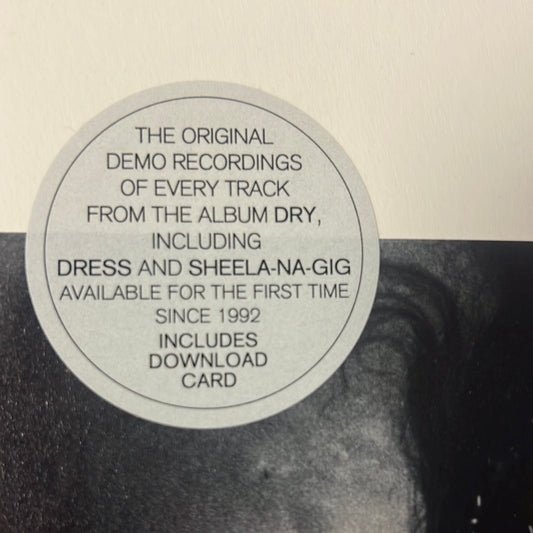 THE ORIGINAL
DEMO RECORDINGS
OF EVERY TRACK
FROM THE ALBUM DRY,
INCLUDING
DRESS AND SHEELA-NA-GIG
AVAILABLE FOR THE FIRST TIME
SINCE 1992
INCLUDES
DOWNLOAD
CARD